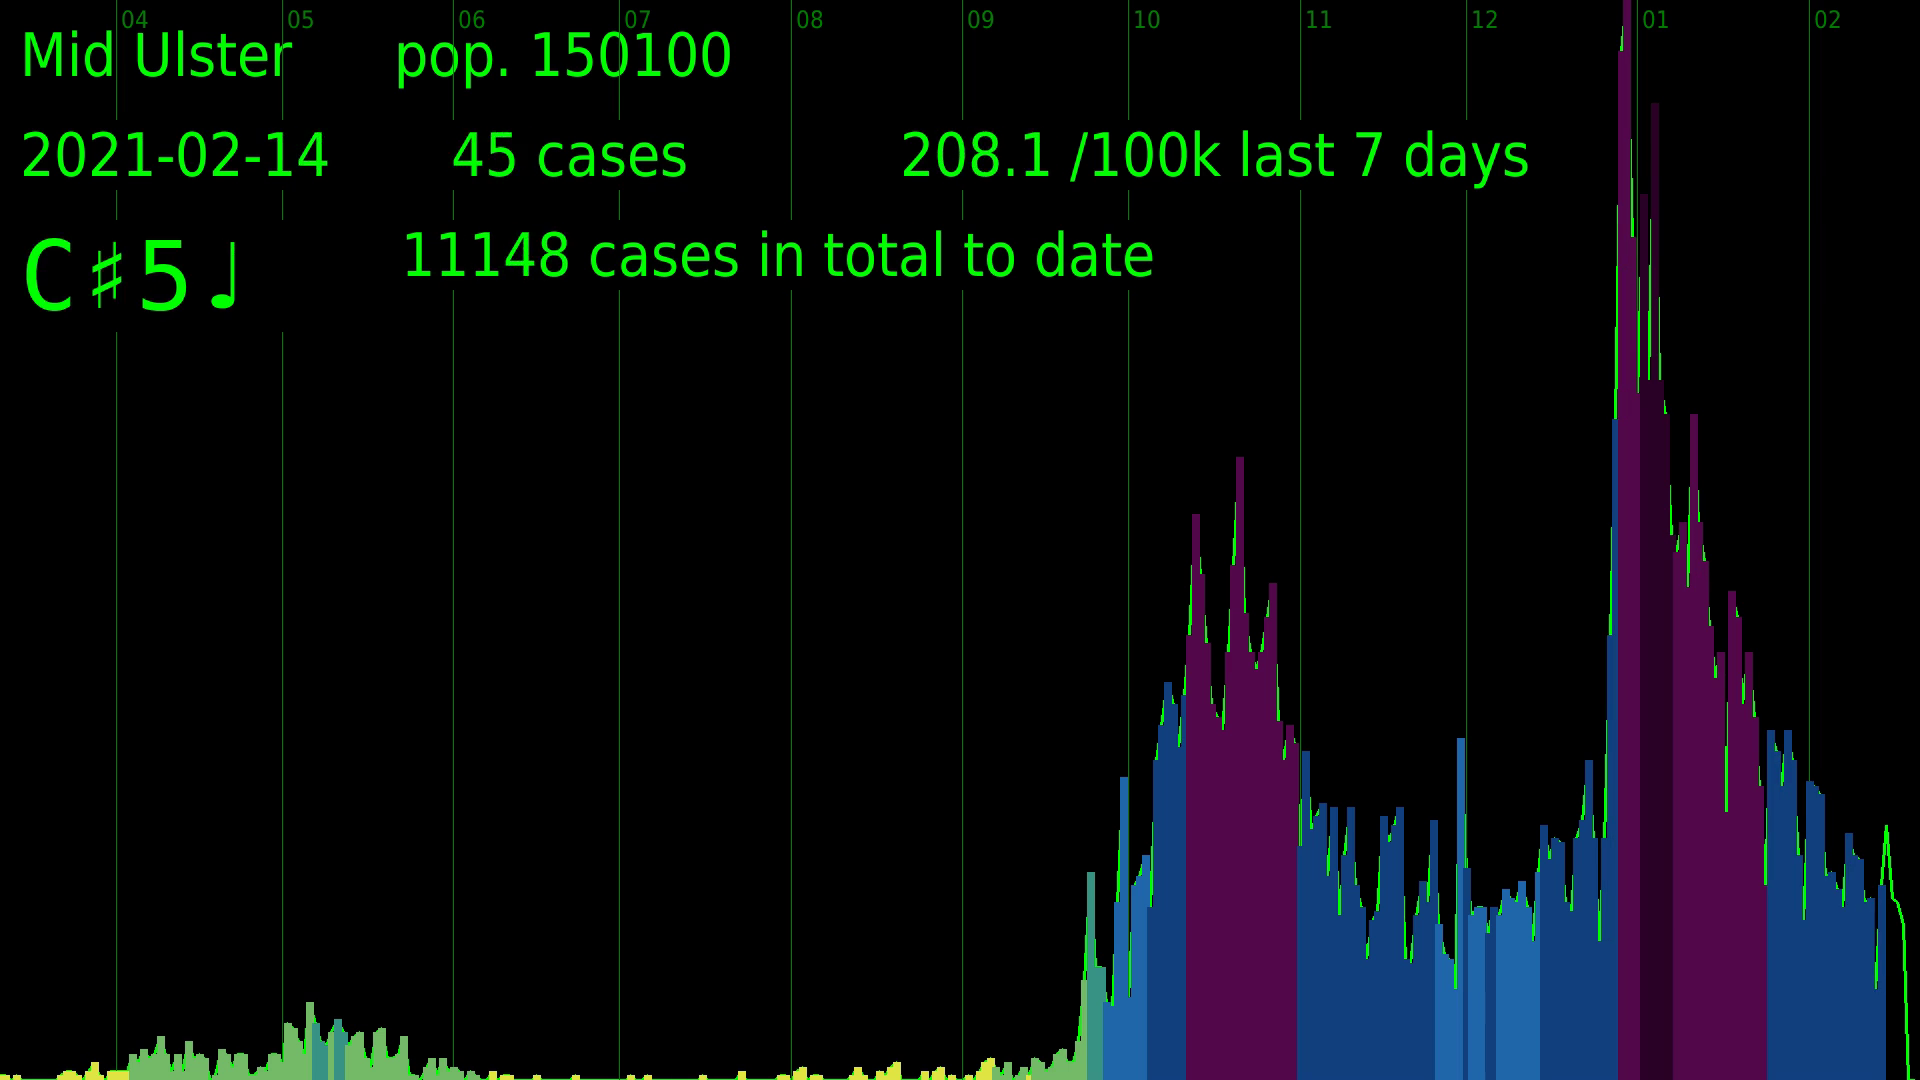 04 05 06 07 08 09 10 11 12 01 02
Mid Ulster pop. 150100
2021-02-14 45 cases 208.1 /100k last 7 days
C♯5♩ 11148 cases in total to date